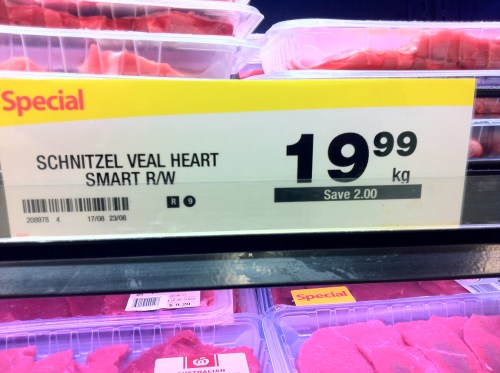 Special
SCHNITZEL VEAL HEART
SMART R/W
19.99
kg
Save 2.00
208978 4 17/08 23/08
R 9
Special
AUSTRALIAN